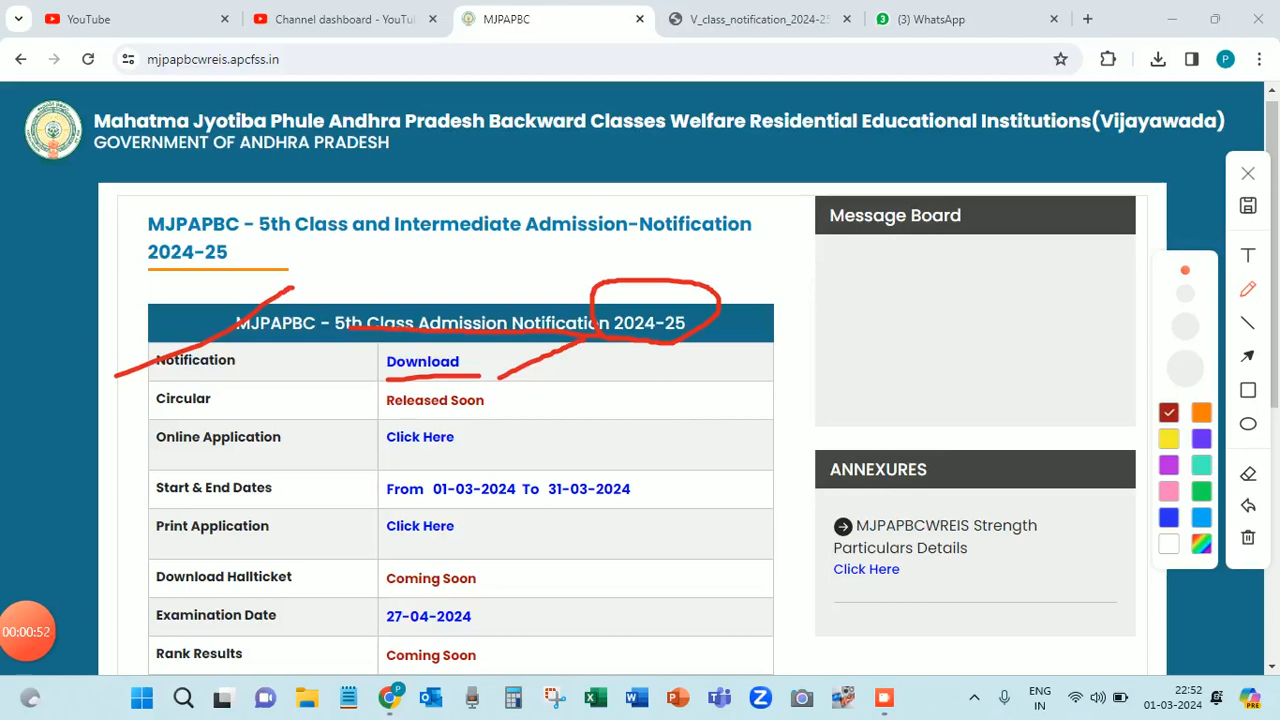 YouTube
Channel dashboard - YouTu
MJPAPBC
V_class_notification_2024-25
(3) WhatsApp
mjpapbcwreis.apcfss.in
P
Mahatma Jyotiba Phule Andhra Pradesh Backward Classes Welfare Residential Educational Institutions(Vijayawada)
GOVERNMENT OF ANDHRA PRADESH
MJPAPBC - 5th Class and Intermediate Admission-Notification
2024-25
MJPAPBC - 5th Class Admission Notification 2024-25
Notification Download
Circular Released Soon
Online Application Click Here
Start & End Dates From 01-03-2024 To 31-03-2024
Print Application Click Here
Download Hallticket Coming Soon
Examination Date 27-04-2024
Rank Results Coming Soon
Message Board
ANNEXURES
MJPAPBCWREIS Strength
Particulars Details
Click Here
00:00:52
ENG
IN
22:52
01-03-2024
PRE